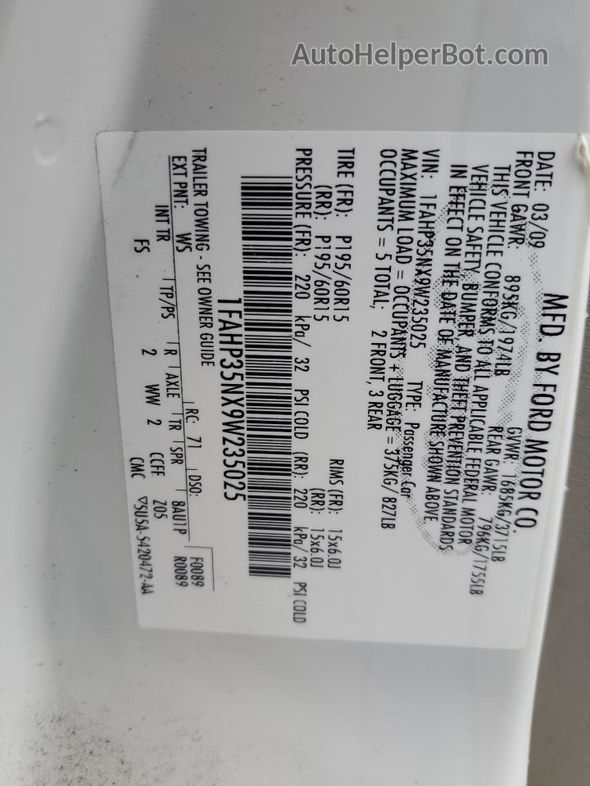 AutoHelperBot.com
MFD. BY FORD MOTOR CO.
DATE: 03/09 GVWR: 1685KG/3715LB
FRONT GAWR: 895KG/1974LB REAR GAWR: 796KG/1755LB
THIS VEHICLE CONFORMS TO ALL APPLICABLE FEDERAL MOTOR
VEHICLE SAFETY, BUMPER, AND THEFT PREVENTION STANDARDS
IN EFFECT ON THE DATE OF MANUFACTURE SHOWN ABOVE.
VIN: 1FAHP35NX9W235025 TYPE: Passenger Car
MAXIMUM LOAD = OCCUPANTS + LUGGAGE = 375KG/ 827LB
OCCUPANTS = 5 TOTAL; 2 FRONT, 3 REAR
TIRE (FR): P195/60R15 RIMS (FR): 15x6.0J
(RR): P195/60R15 (RR): 15x6.0J
PRESSURE (FR): 220 kPa/ 32 PSI COLD (RR): 220 kPa/ 32 PSI COLD
1FAHP35NX9W235025
TRAILER TOWING - SEE OWNER GUIDE
EXT PNT: WS RC: 71 DSO: F0089
R0089
INT TR TP/PS R AXLE TR SPR 8AU1P
FS 2 WW 2 CCFF Z05
CIMC ▽5U5A-5420472-AA